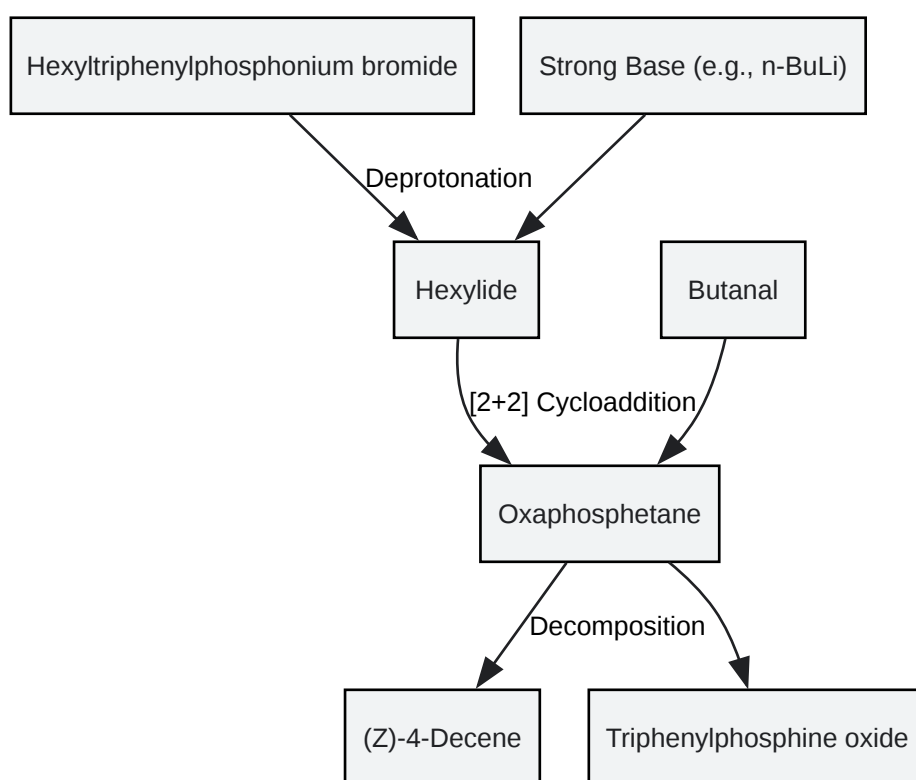 Hexyltriphenylphosphonium bromide
Strong Base (e.g., n-BuLi)
Deprotonation
Hexylide
Butanal
[2+2] Cycloaddition
Oxaphosphetane
Decomposition
(Z)-4-Decene
Triphenylphosphine oxide